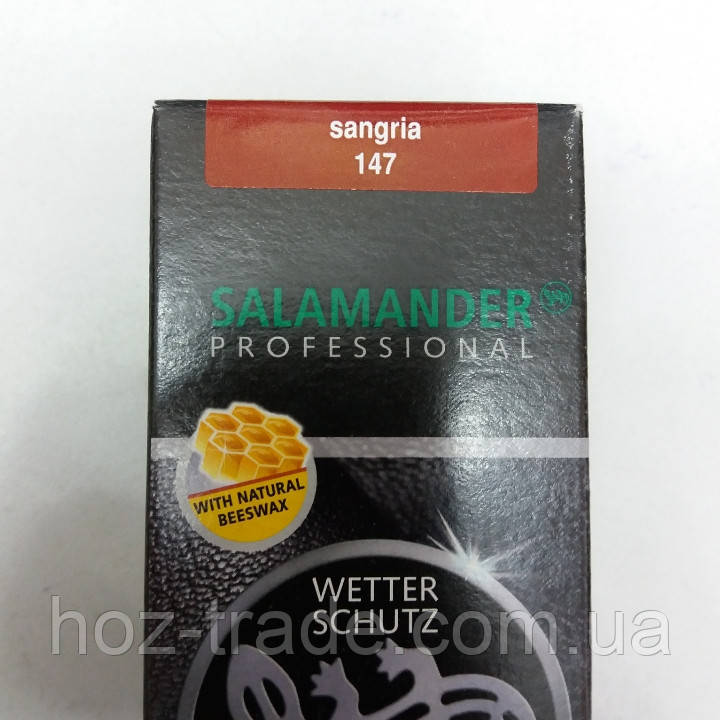 sangria
147
SALAMANDER
PROFESSIONAL
WITH NATURAL
BEESWAX
WETTER
SCHUTZ
hoz-trade.com.ua